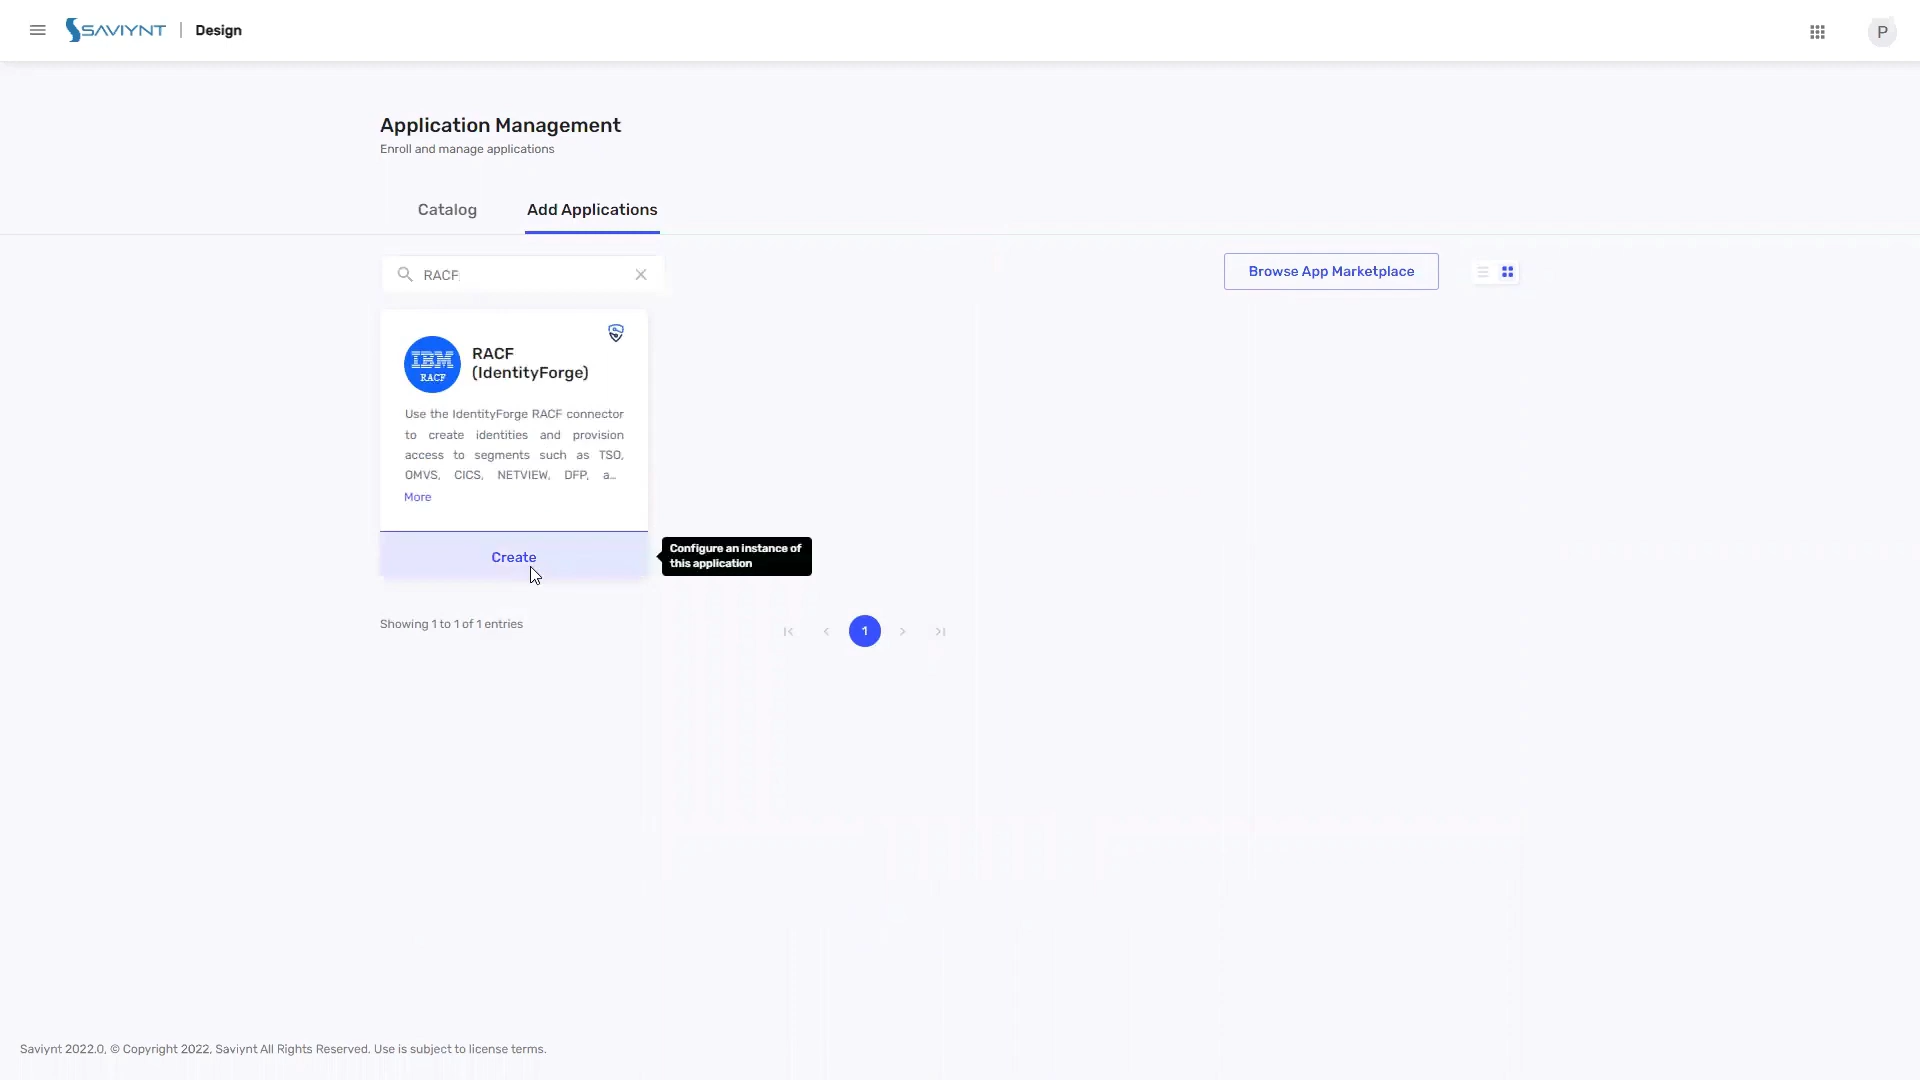 SAVIYNT | Design
P
Application Management
Enroll and manage applications
Catalog
Add Applications
RACF
Browse App Marketplace
IBM
RACF
RACF
(IdentityForge)
Use the IdentityForge RACF connector
to create identities and provision
access to segments such as TSO,
OMVS, CICS, NETVIEW, DFP, a...
More
Create
Configure an instance of
this application
Showing 1 to 1 of 1 entries
1
Saviynt 2022.0, © Copyright 2022, Saviynt All Rights Reserved. Use is subject to license terms.